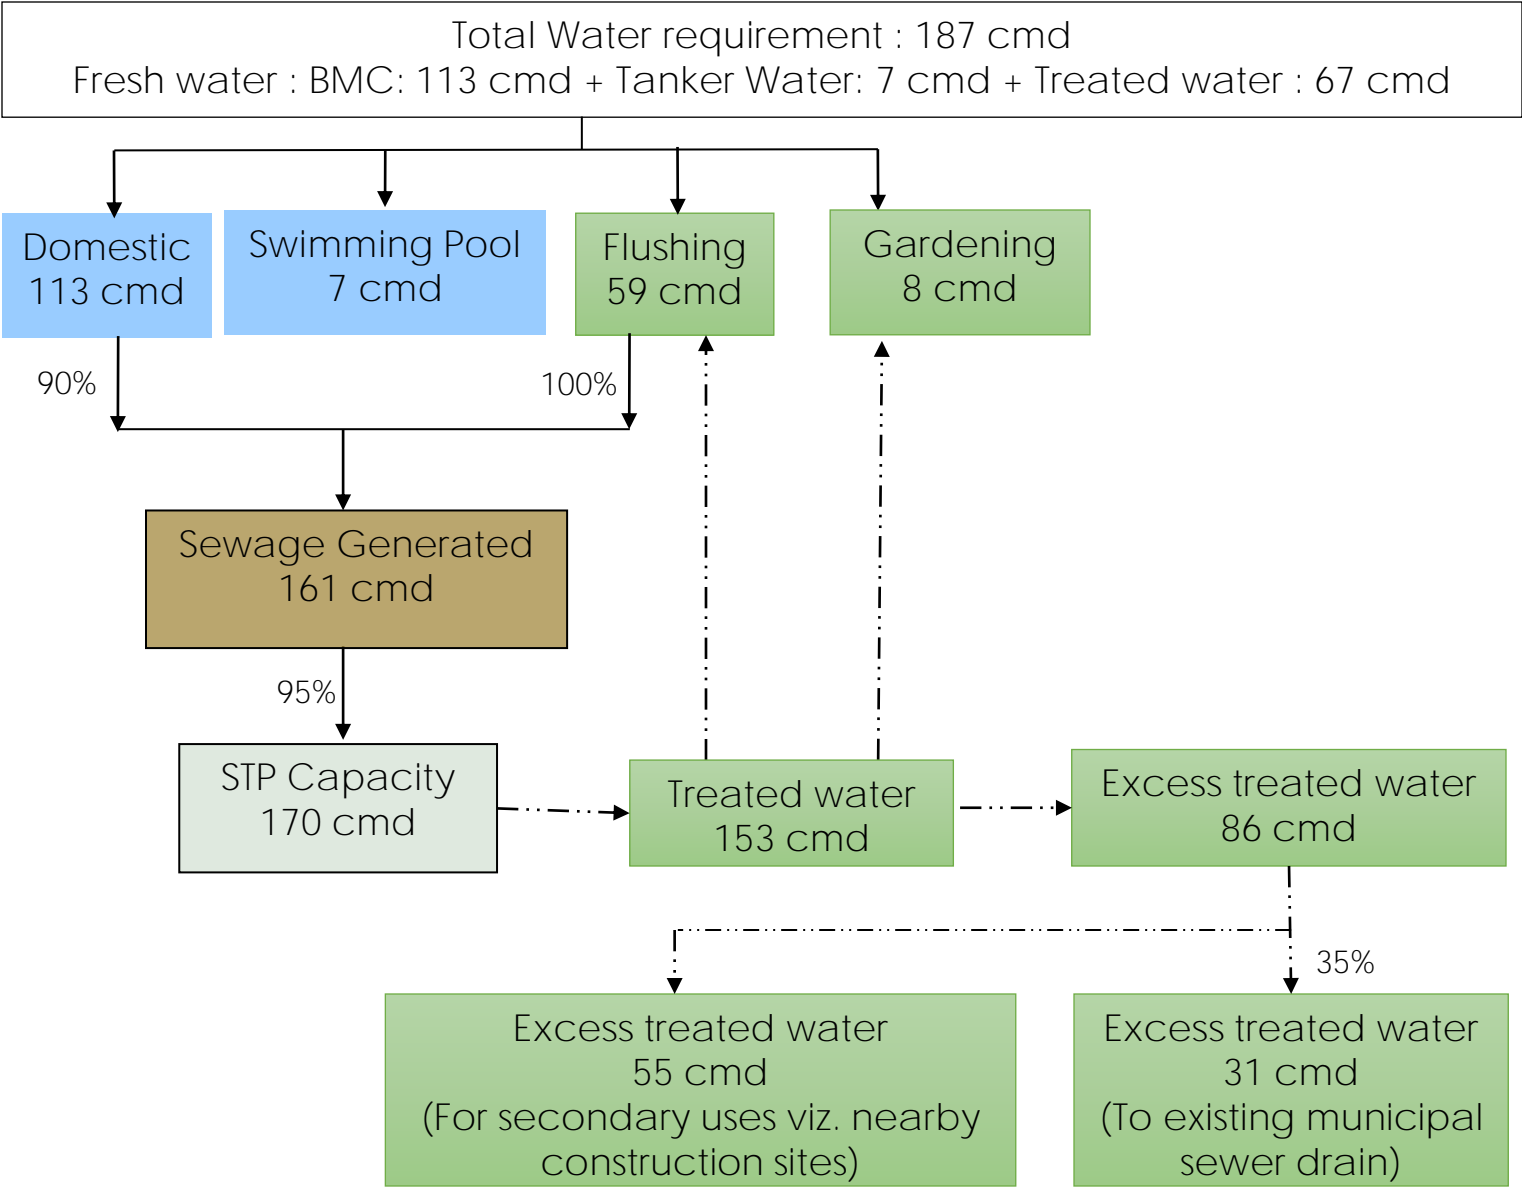 Total Water requirement : 187 cmd
Fresh water : BMC: 113 cmd + Tanker Water: 7 cmd + Treated water : 67 cmd
Domestic
113 cmd
Swimming Pool
7 cmd
Flushing
59 cmd
Gardening
8 cmd
90%
100%
Sewage Generated
161 cmd
95%
STP Capacity
170 cmd
Treated water
153 cmd
Excess treated water
86 cmd
35%
Excess treated water
55 cmd
(For secondary uses viz. nearby
construction sites)
Excess treated water
31 cmd
(To existing municipal
sewer drain)